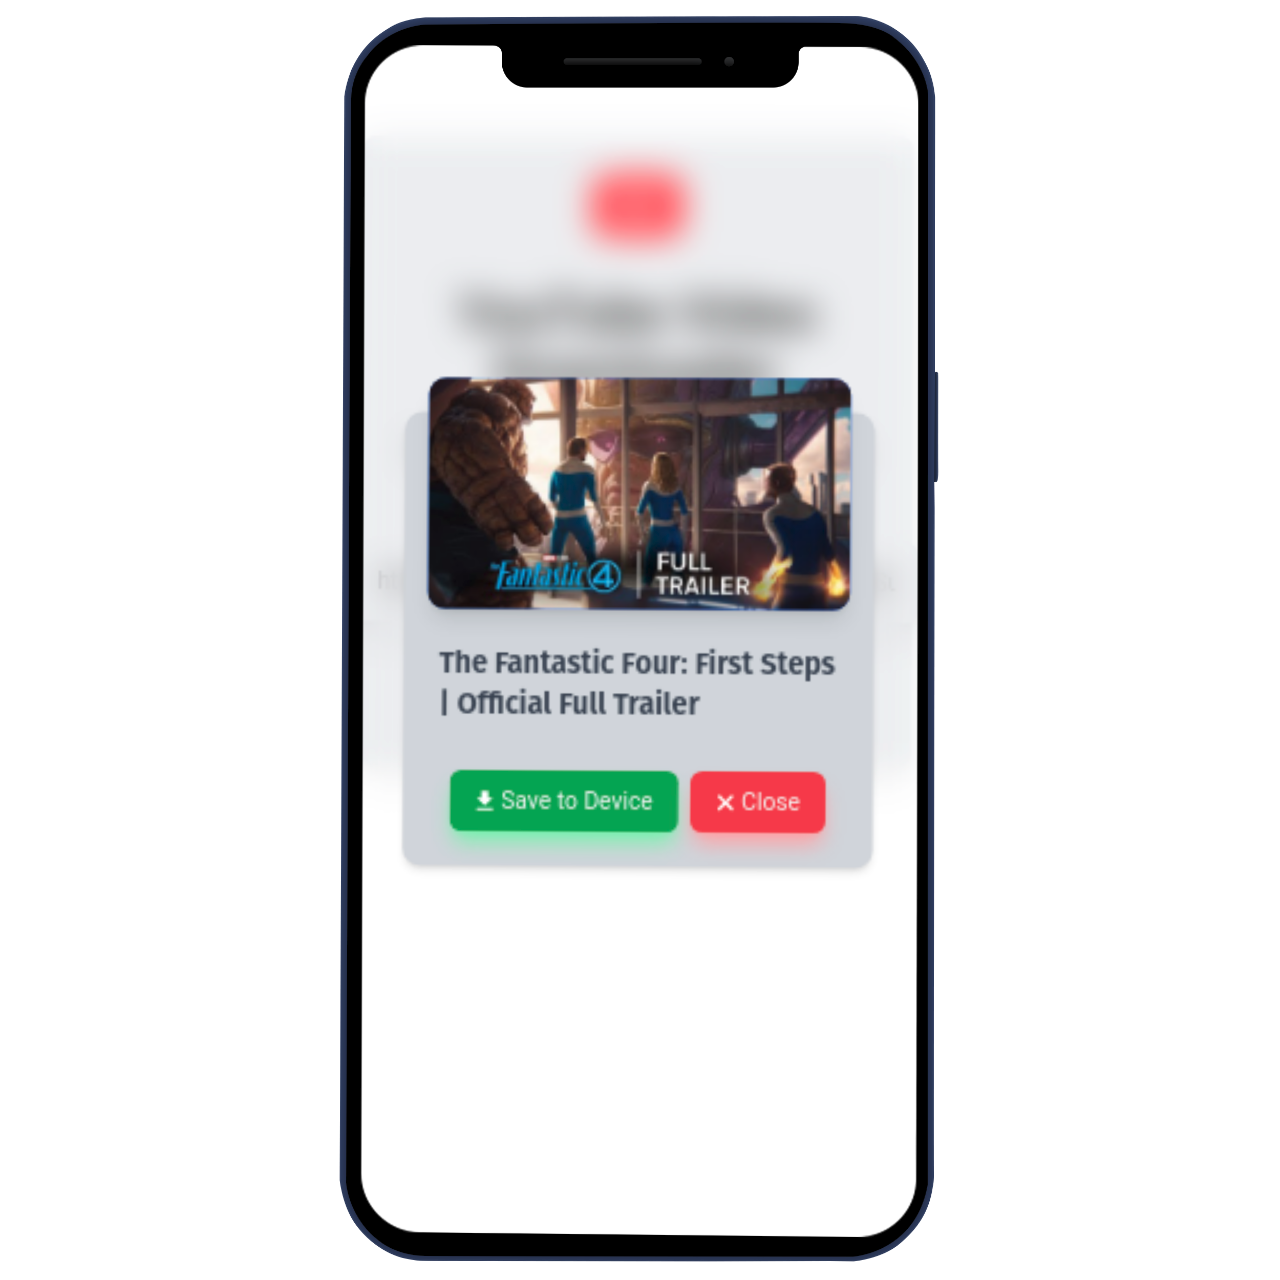 Fantastic 4
FULL
TRAILER
The Fantastic Four: First Steps
| Official Full Trailer
Save to Device
Close